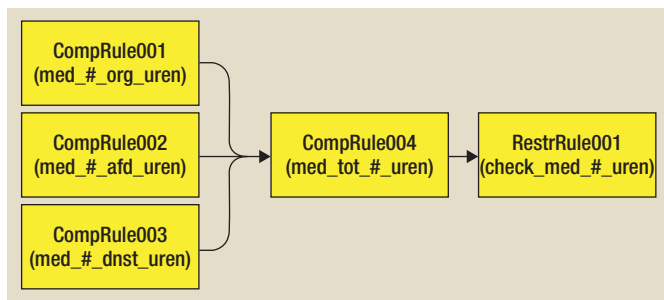 CompRule001
(med_#_org_uren)
CompRule002
(med_#_afd_uren)
CompRule003
(med_#_dnst_uren)
CompRule004
(med_tot_#_uren)
RestrRule001
(check_med_#_uren)